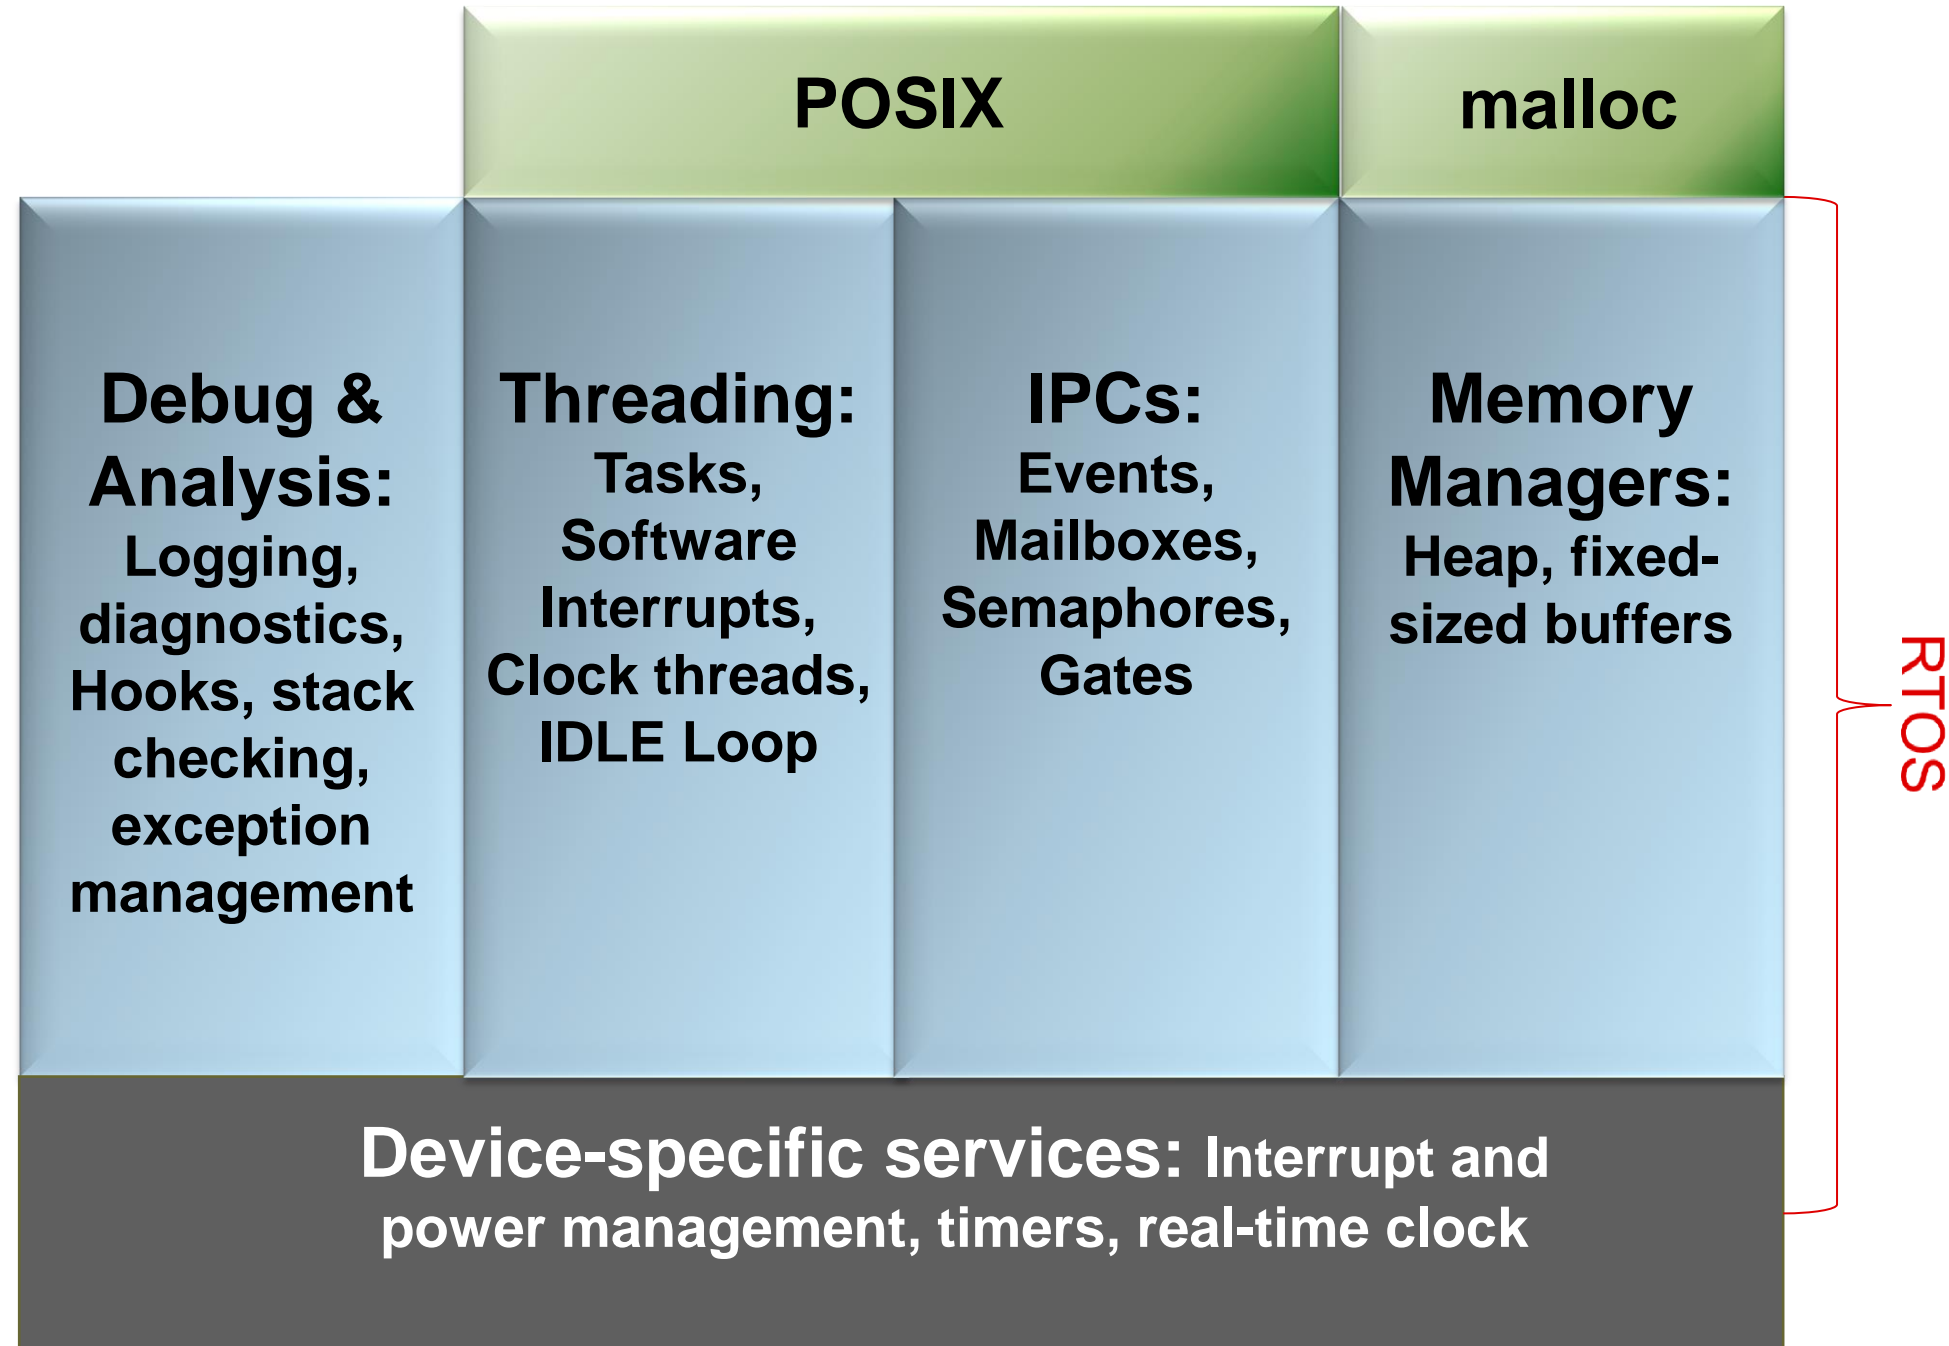 POSIX
malloc
Debug &
Analysis:
Logging,
diagnostics,
Hooks, stack
checking,
exception
management
Threading:
Tasks,
Software
Interrupts,
Clock threads,
IDLE Loop
IPCs:
Events,
Mailboxes,
Semaphores,
Gates
Memory
Managers:
Heap, fixed-
sized buffers
RTOS
Device-specific services: Interrupt and
power management, timers, real-time clock